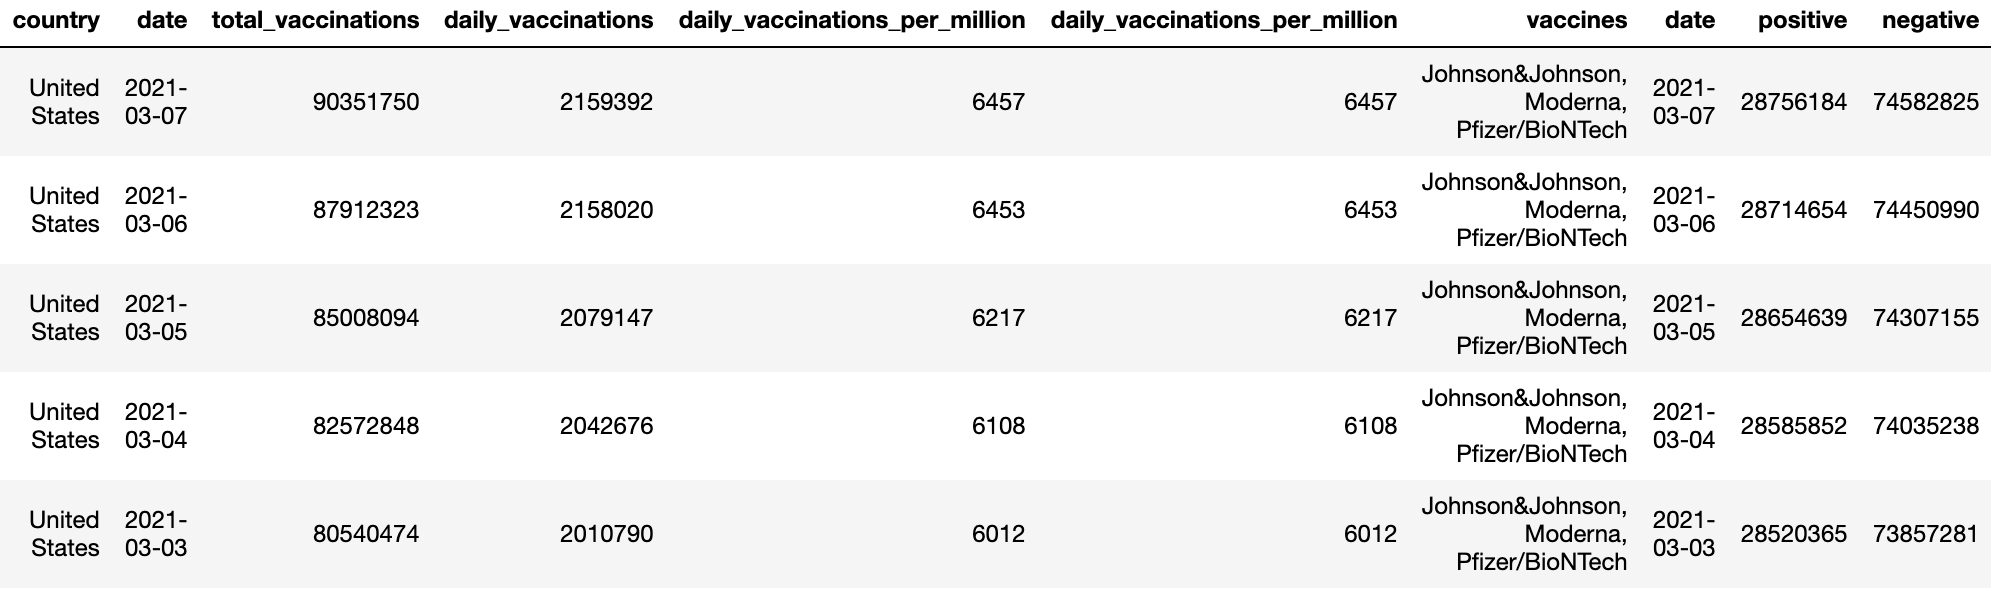 country date total_vaccinations daily_vaccinations daily_vaccinations_per_million daily_vaccinations_per_million vaccines date positive negative
United States 2021-03-07 90351750 2159392 6457 6457 Johnson&Johnson, Moderna, Pfizer/BioNTech 2021-03-07 28756184 74582825
United States 2021-03-06 87912323 2158020 6453 6453 Johnson&Johnson, Moderna, Pfizer/BioNTech 2021-03-06 28714654 74450990
United States 2021-03-05 85008094 2079147 6217 6217 Johnson&Johnson, Moderna, Pfizer/BioNTech 2021-03-05 28654639 74307155
United States 2021-03-04 82572848 2042676 6108 6108 Johnson&Johnson, Moderna, Pfizer/BioNTech 2021-03-04 28585852 74035238
United States 2021-03-03 80540474 2010790 6012 6012 Johnson&Johnson, Moderna, Pfizer/BioNTech 2021-03-03 28520365 73857281